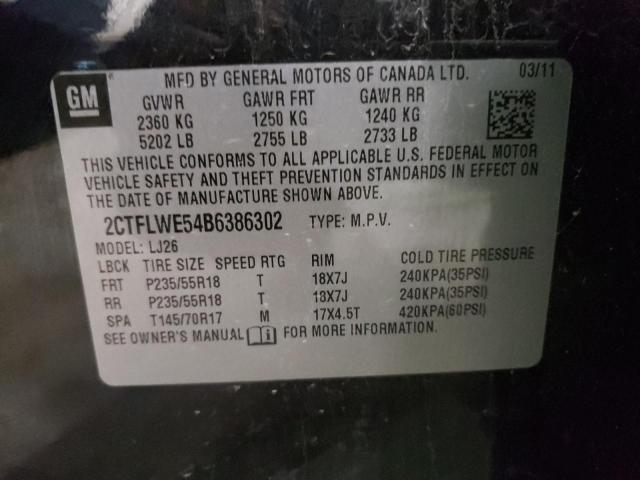 GM
MFD BY GENERAL MOTORS OF CANADA LTD. 03/11
GVWR GAWR FRT GAWR RR
2360 KG 1250 KG 1240 KG
5202 LB 2755 LB 2733 LB
THIS VEHICLE CONFORMS TO ALL APPLICABLE U.S. FEDERAL MOTOR
VEHICLE SAFETY AND THEFT PREVENTION STANDARDS IN EFFECT ON
THE DATE OF MANUFACTURE SHOWN ABOVE.
2CTFLWE54B6386302 TYPE: M.P.V.
MODEL: LJ26
LBCK TIRE SIZE SPEED RTG RIM COLD TIRE PRESSURE
FRT P235/55R18 T 18X7J 240KPA(35PSI)
RR P235/55R18 T 13X7J 240KPA(35PSI)
SPA T145/70R17 M 17X4.5T 420KPA(60PSI)
SEE OWNER'S MANUAL FOR MORE INFORMATION.